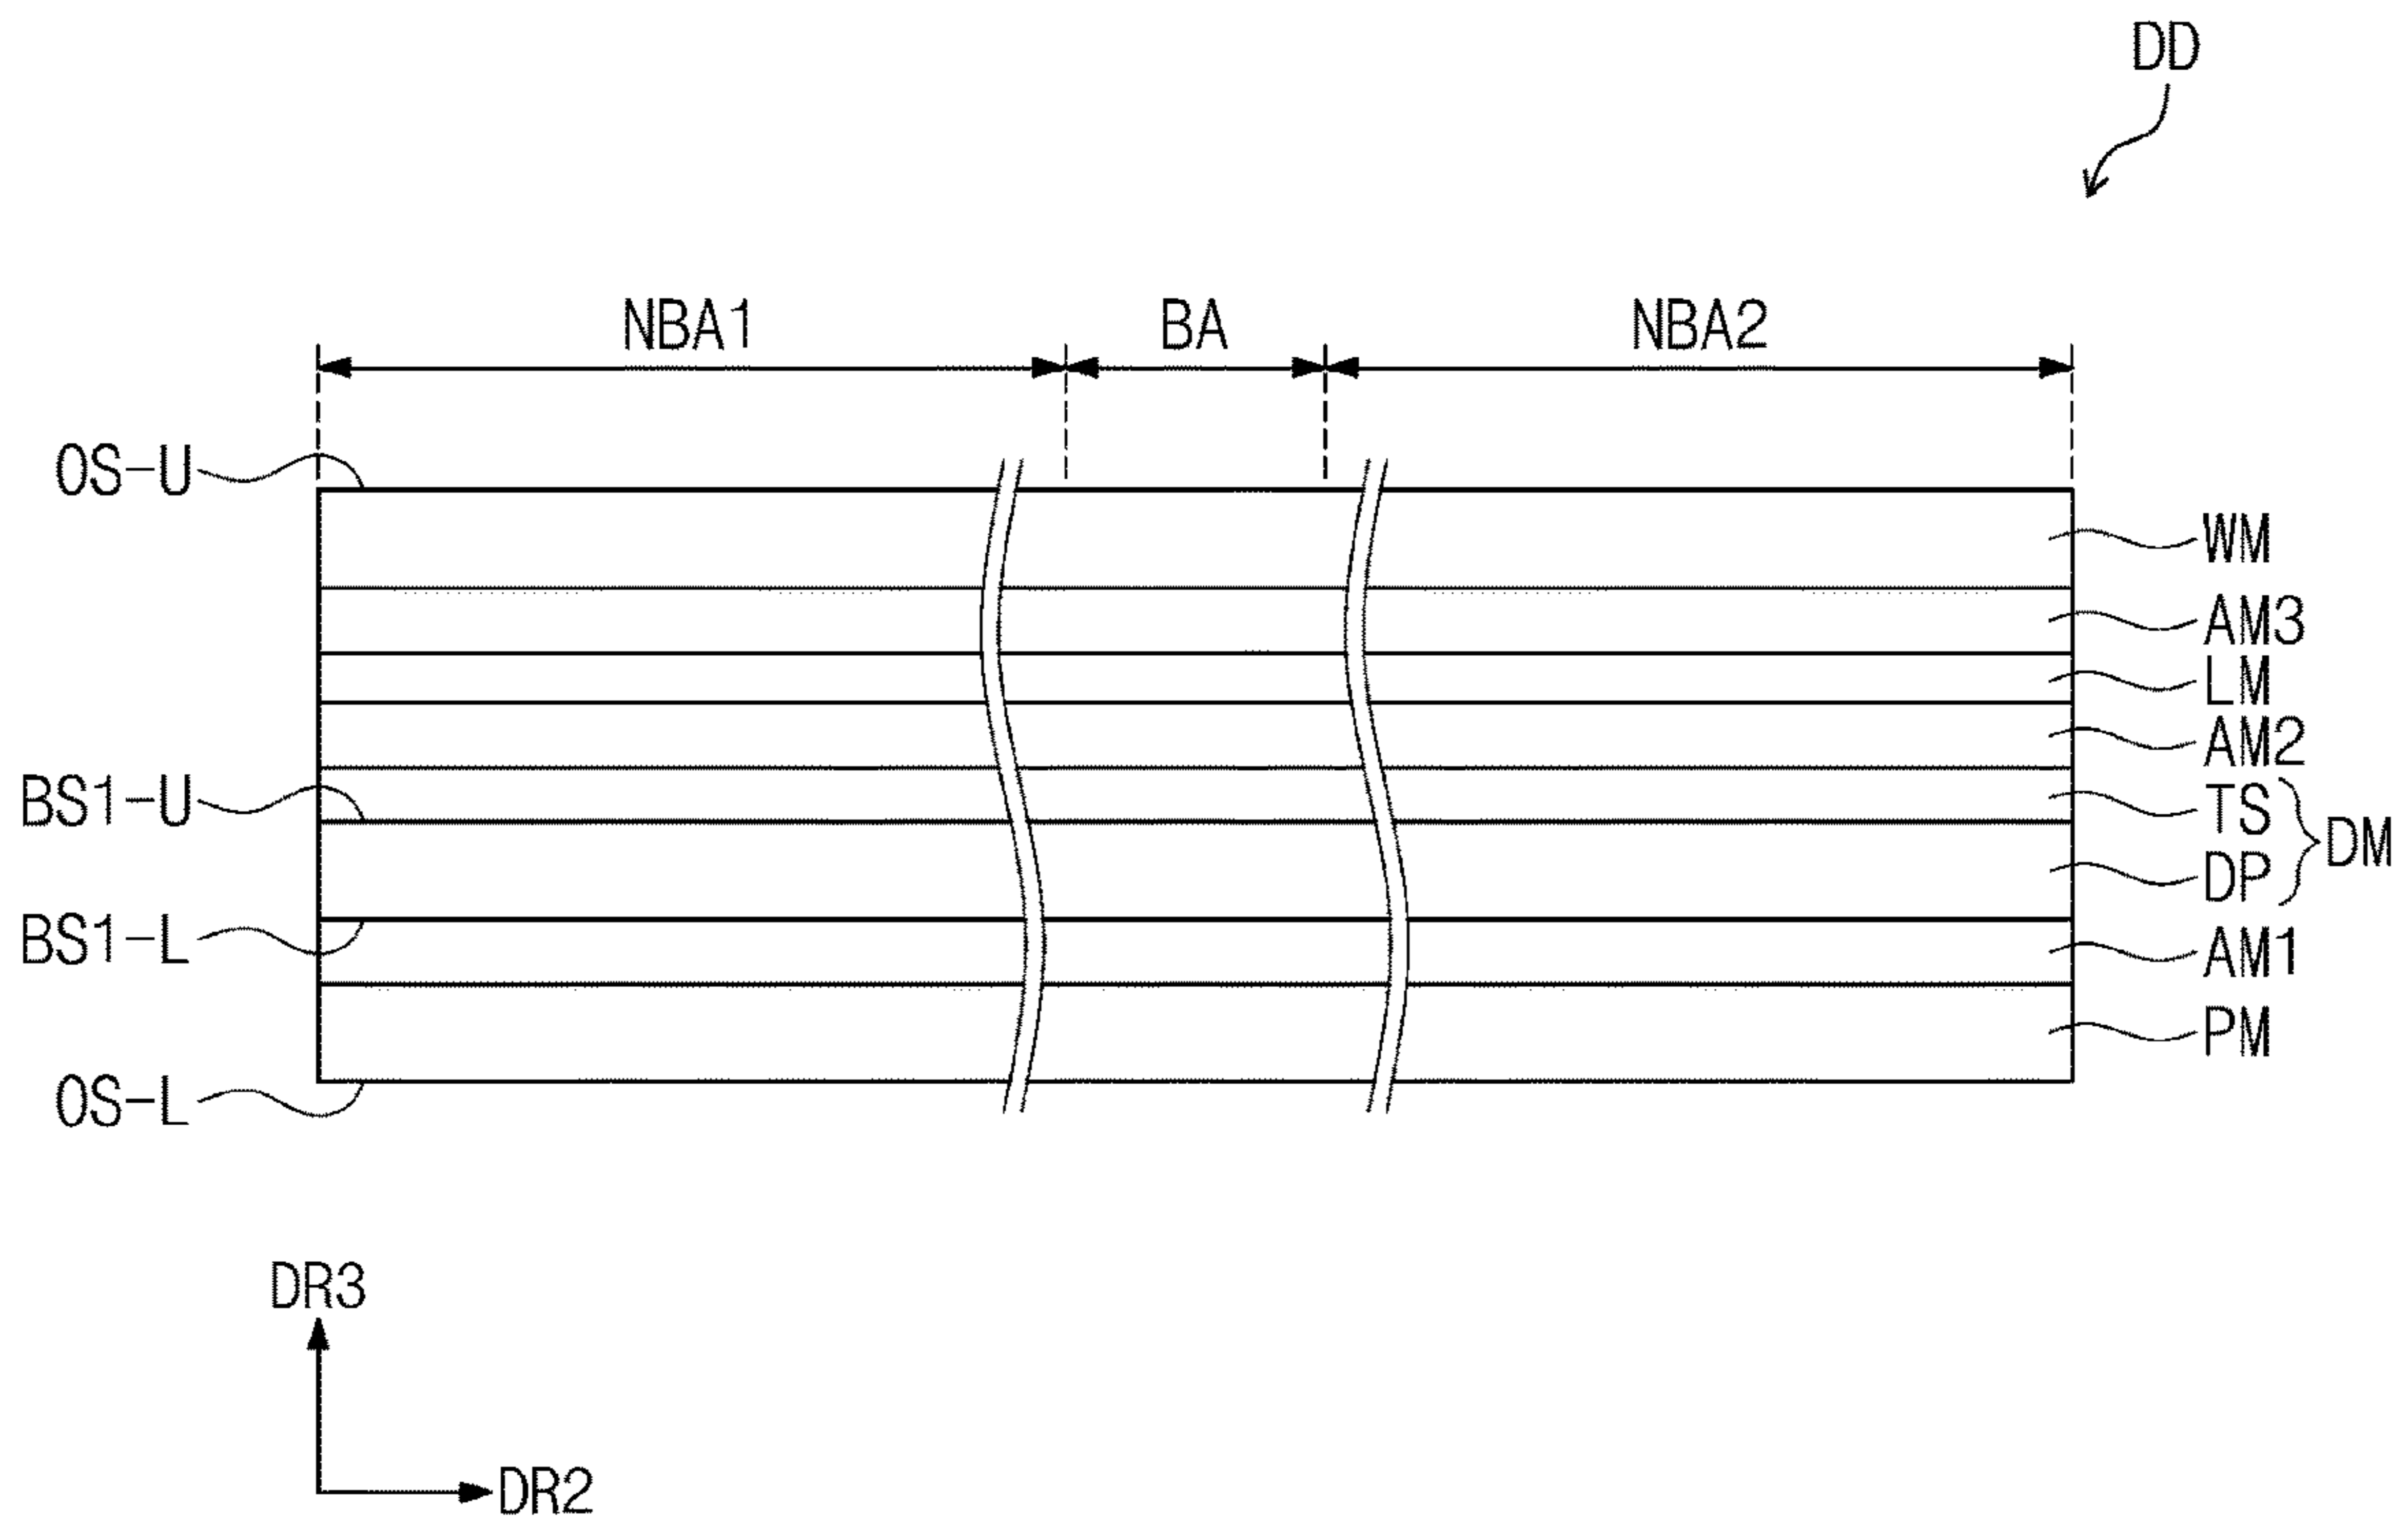 DD
NBA1 BA NBA2
OS-U
WM
AM3
LM
AM2
BS1-U
TS
DM
DP
BS1-L
AM1
PM
OS-L
DR3
DR2